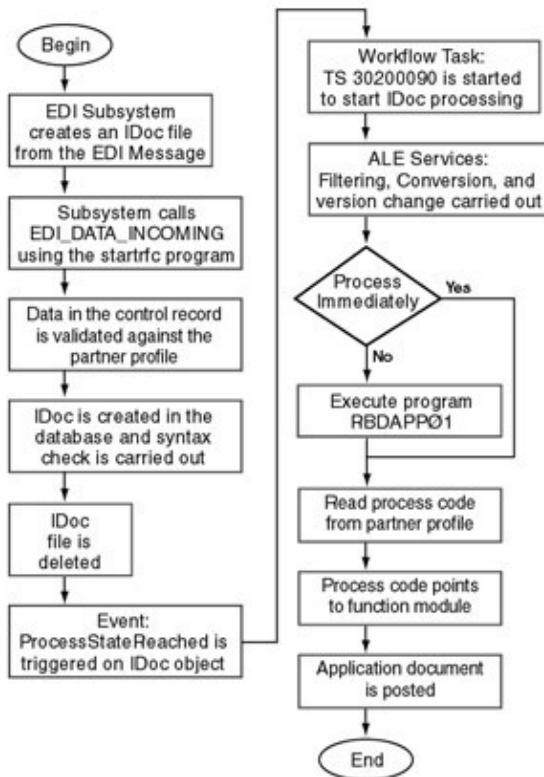 Begin
EDI Subsystem
creates an IDoc file
from the EDI Message
Subsystem calls
EDI_DATA_INCOMING
using the startrfc program
Data in the control record
is validated against the
partner profile
IDoc is created in the
database and syntax
check is carried out
IDoc
file is
deleted
Event:
ProcessStateReached is
triggered on IDoc object
Workflow Task:
TS 30200090 is started
to start IDoc processing
ALE Services:
Filtering, Conversion, and
version change carried out
Process
Immediately
Yes
No
Execute program
RBDAPPØ1
Read process code
from partner profile
Process code points
to function module
Application document
is posted
End